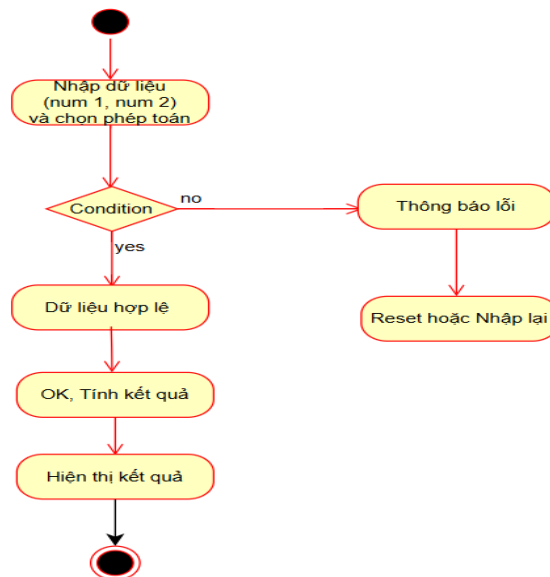 Nhập dữ liệu
(num 1, num 2)
và chọn phép toán
Condition
no
Thông báo lỗi
yes
Dữ liệu hợp lệ
Reset hoặc Nhập lại
OK, Tính kết quả
Hiện thị kết quả